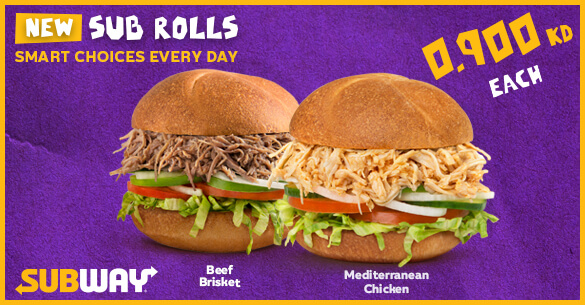 NEW SUB ROLLS
SMART CHOICES EVERY DAY
0.900 KD
EACH
Beef
Brisket
Mediterranean
Chicken
SUBWAY